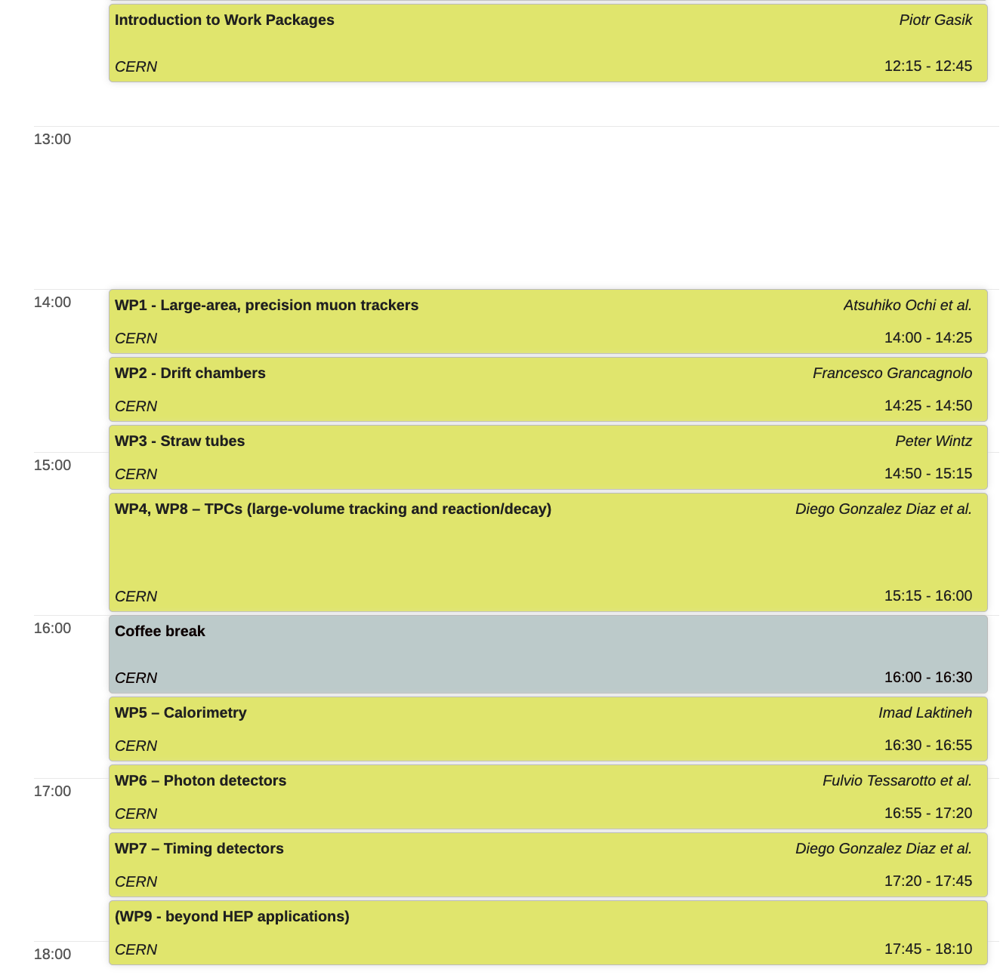 Introduction to Work Packages Piotr Gasik
CERN 12:15 - 12:45
13:00
14:00
WP1 - Large-area, precision muon trackers Atsuhiko Ochi et al.
CERN 14:00 - 14:25
WP2 - Drift chambers Francesco Grancagnolo
CERN 14:25 - 14:50
WP3 - Straw tubes Peter Wintz
15:00
CERN 14:50 - 15:15
WP4, WP8 – TPCs (large-volume tracking and reaction/decay) Diego Gonzalez Diaz et al.
CERN 15:15 - 16:00
16:00
Coffee break
CERN 16:00 - 16:30
WP5 – Calorimetry Imad Laktineh
CERN 16:30 - 16:55
WP6 – Photon detectors Fulvio Tessarotto et al.
17:00
CERN 16:55 - 17:20
WP7 – Timing detectors Diego Gonzalez Diaz et al.
CERN 17:20 - 17:45
(WP9 - beyond HEP applications)
18:00
CERN 17:45 - 18:10